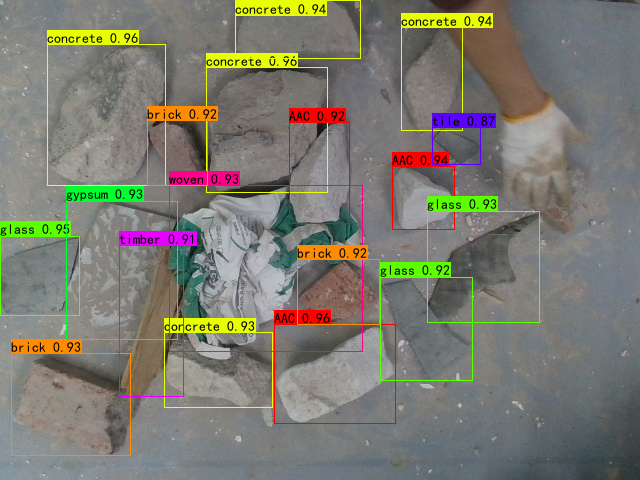 concrete 0.94
concrete 0.94
concrete 0.96
concrete 0.96
brick 0.92
AAC 0.92
tile 0.87
AAC 0.94
woven 0.93
gypsum 0.93
glass 0.93
glass 0.95
timber 0.91
brick 0.92
glass 0.92
concrete 0.93
AAC 0.96
brick 0.93